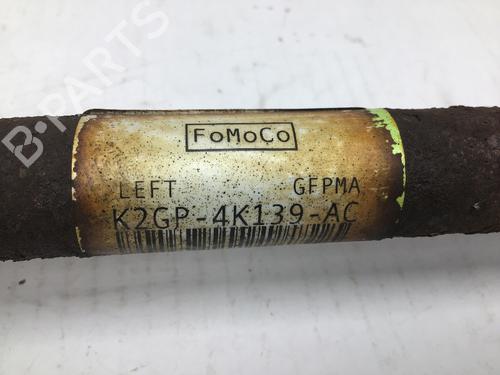 B-PARTS
FoMoCo
LEFT GFPMA
K2GP-4K139-AC